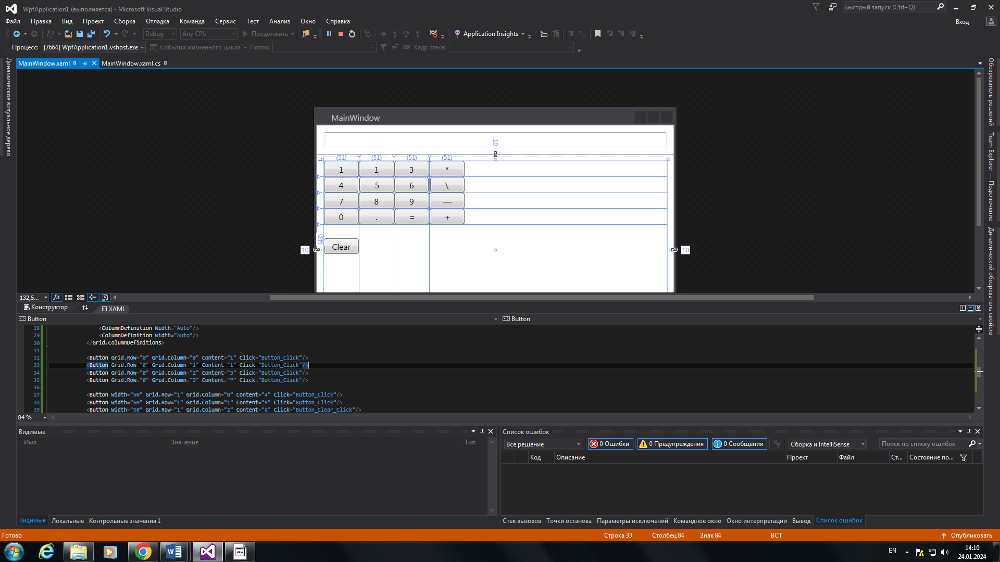 WpfApplication1 (выполняется) - Microsoft Visual Studio
Быстрый запуск (Ctrl+Q)
Файл Правка Вид Проект Сборка Отладка Команда Сервис Тест Анализ Окно Справка
Вход
Debug Any CPU Продолжить Application Insights
Процесс: [7664] WpfApplication1.vshost.exe События жизненного цикла Поток: Кадр стека:
Динамическое визуальное дерево
MainWindow.xaml MainWindow.xaml.cs
Обозреватель решений
Team Explorer — Подключение
Динамический обозреватель свойств
MainWindow
10
(51) (51) (51) (51)
1 1 3 *
4 5 6 \
7 8 9 —
0 . = +
(43)
Clear
10 10
132,5...
Конструктор XAML
Button Button
28 <ColumnDefinition Width="Auto"/>
29 <ColumnDefinition Width="Auto"/>
30 </Grid.ColumnDefinitions>
31
32 <Button Grid.Row="0" Grid.Column="0" Content="1" Click="Button_Click"/>
33 <Button Grid.Row="0" Grid.Column="1" Content="1" Click="Button_Click"/>
34 <Button Grid.Row="0" Grid.Column="2" Content="3" Click="Button_Click"/>
35 <Button Grid.Row="0" Grid.Column="3" Content="*" Click="Button_Click"/>
36
37 <Button Width="50" Grid.Row="1" Grid.Column="0" Content="4" Click="Button_Click"/>
38 <Button Width="50" Grid.Row="1" Grid.Column="1" Content="5" Click="Button_Click"/>
39 <Button Width="50" Grid.Row="1" Grid.Column="2" Content="6" Click="Button_Clear_Click"/>
84 %
Видимые
Имя Значение Тип
Список ошибок
Все решение 0 Ошибки 0 Предупреждения 0 Сообщения Сборка и IntelliSense Поиск по списку ошибок
Код Описание Проект Файл Ст... Состояние по...
Видимые Локальные Контрольные значения 1
Стек вызовов Точки останова Параметры исключений Командное окно Окно интерпретации Вывод Список ошибок
Готово Строка 33 Столбец 84 Знак 84 ВСТ Опубликовать
EN
14:10
24.01.2024